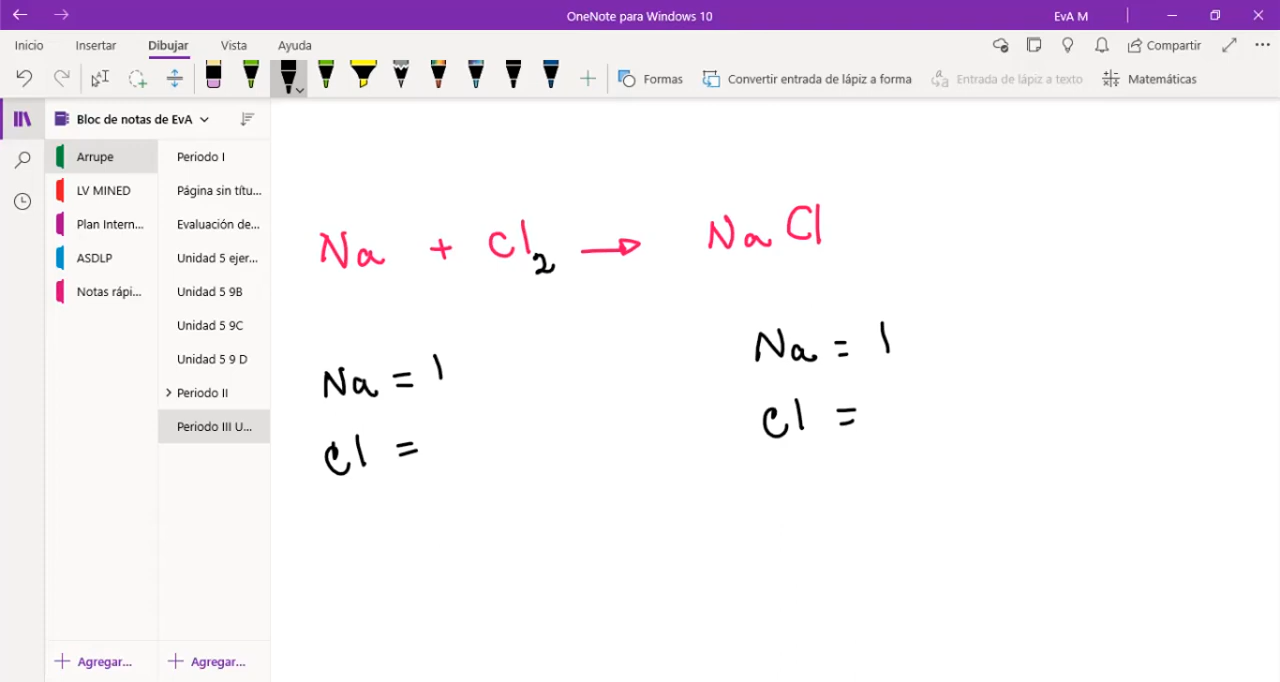 OneNote para Windows 10
EvA M
Inicio Insertar Dibujar Vista Ayuda
Compartir
Formas
Convertir entrada de lápiz a forma
Entrada de lápiz a texto
Matemáticas
Bloc de notas de EvA
Arrupe
LV MINED
Plan Intern...
ASDLP
Notas rápi...
Periodo I
Página sin títu...
Evaluación de...
Unidad 5 ejer...
Unidad 5 9B
Unidad 5 9C
Unidad 5 9 D
Periodo II
Periodo III U...
Na + Cl2 → NaCl
Na = 1
Cl =
Na = 1
Cl =
+ Agregar...
+ Agregar...